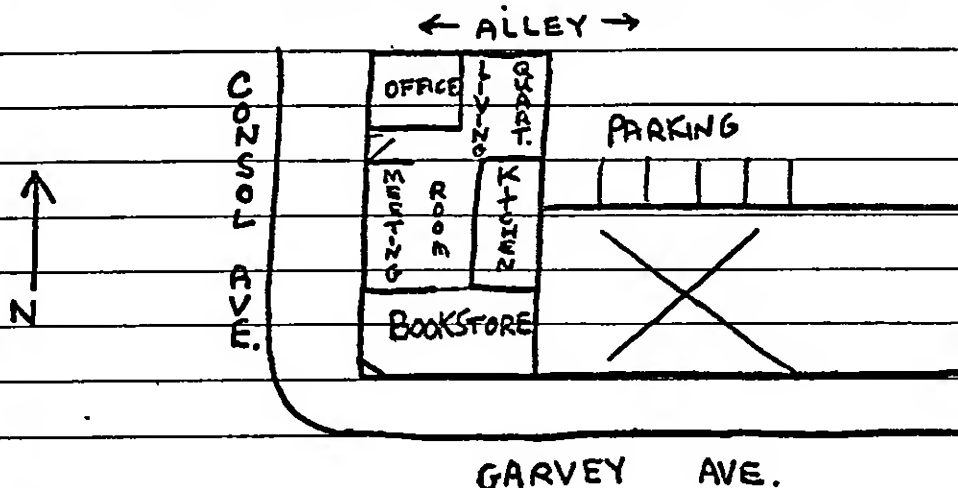 ← ALLEY →
CONSOL AVE.
OFFICE
LIVING QUART.
PARKING
MEETING ROOM
KITCHEN
N
BOOKSTORE
GARVEY AVE.